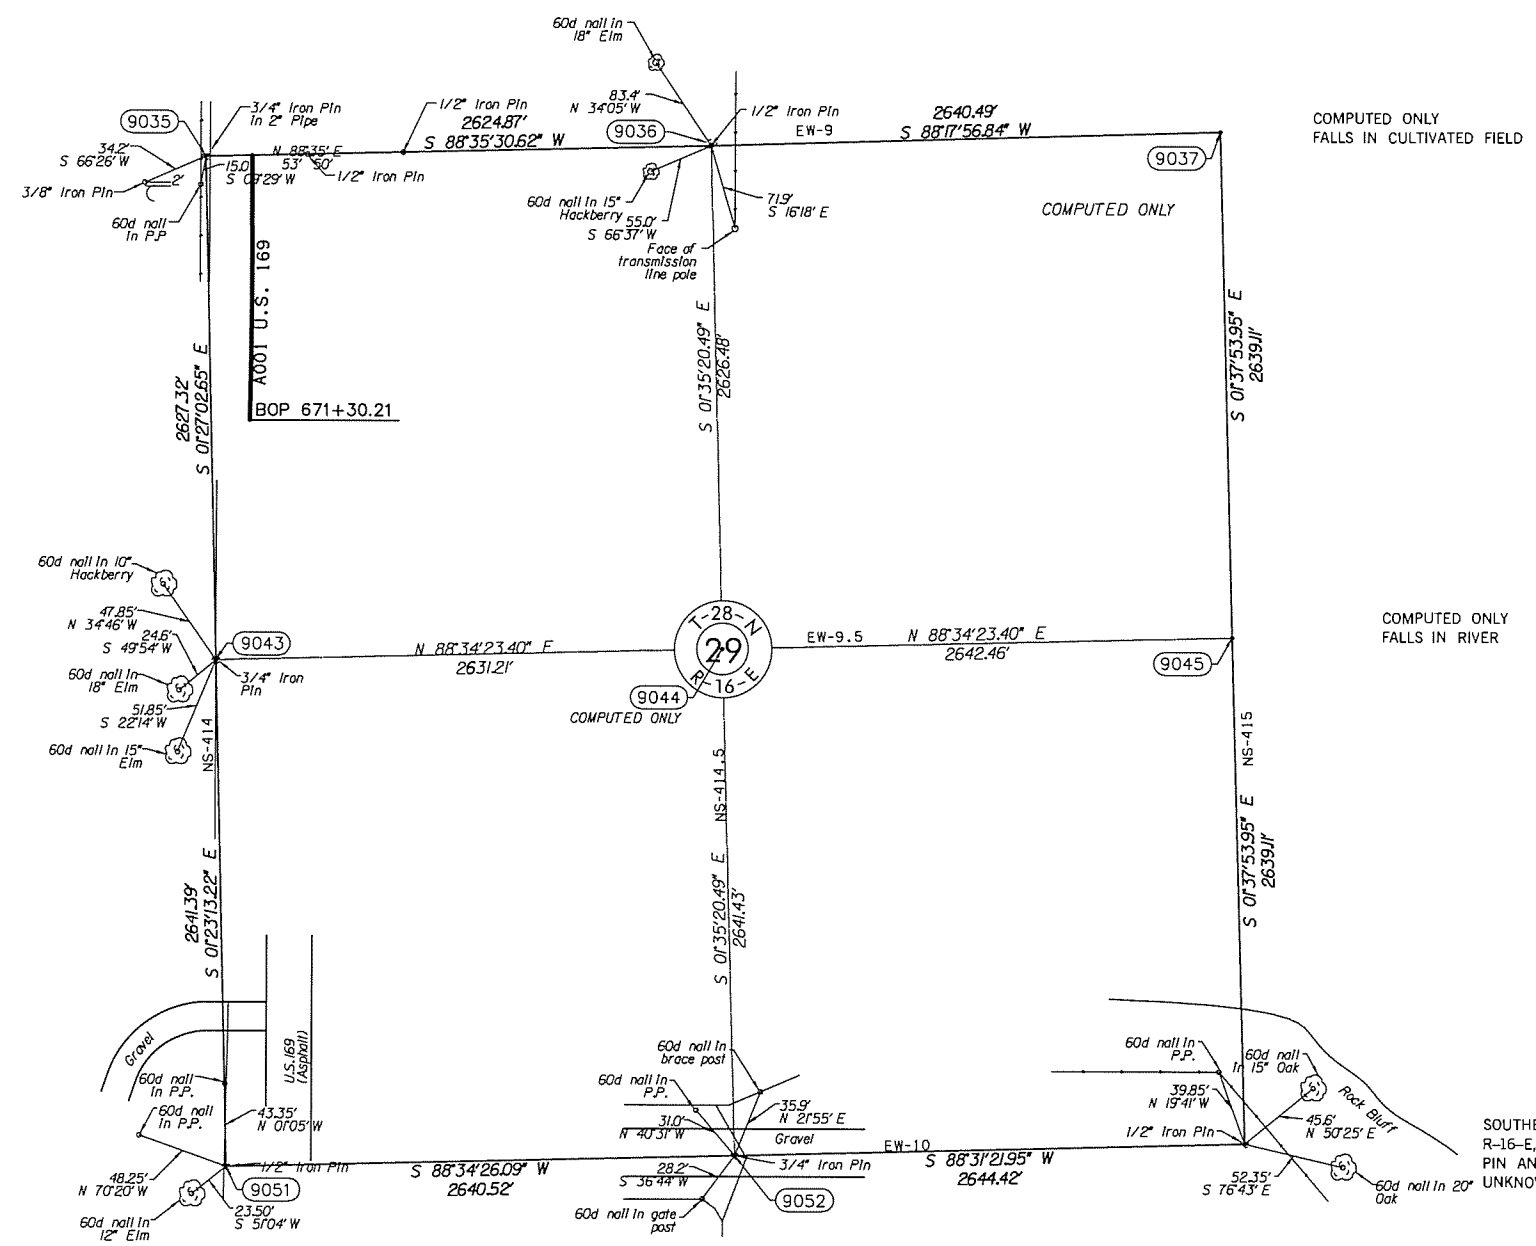 60d nail in
18" Elm
83.4'
N 34°05' W
1/2" Iron Pin
2640.49'
EW-9
S 88°17'56.84" W
9036
9037
COMPUTED ONLY
FALLS IN CULTIVATED FIELD
COMPUTED ONLY
3/4" Iron Pin
in 2" Pipe
9035
34.2'
S 66°26' W
3/8" Iron Pin
2'
15.0'
S 09°29' W
60d nail
in P.P
N 88°35' E
53' 50'
1/2" Iron Pin
1/2" Iron Pin
2624.87'
S 88°35'30.62" W
60d nail in 15"
Hackberry
55.0'
S 66°37' W
71.9'
S 16°18' E
Face of
transmission
line pole
A001 U.S. 169
BOP 671+30.21
2627.32'
S 01°27'02.65" E
S 01°35'20.49" E
2626.48'
S 01°37'53.95" E
2639.11'
60d nail in 10"
Hackberry
47.85'
N 34°46' W
24.6'
S 49°54' W
60d nail in
18" Elm
51.85'
S 22°14' W
60d nail in 15"
Elm
9043
3/4" Iron
Pin
N 88°34'23.40" E
2631.21'
T-28-N
29
R-16-E
9044
COMPUTED ONLY
EW-9.5
N 88°34'23.40" E
2642.46'
9045
COMPUTED ONLY
FALLS IN RIVER
NS-414
NS-414.5
NS-415
2641.39'
S 01°23'13.22" E
S 01°35'20.49" E
2641.43'
S 01°37'53.95" E
2639.11'
Gravel
U.S.169
(Asphalt)
60d nail
in P.P.
60d nail
in P.P.
43.35'
N 01°05' W
48.25'
N 70°20' W
60d nail in
12" Elm
23.50'
S 51°04' W
1/2" Iron Pin
9051
S 88°34'26.09" W
2640.52'
60d nail in
brace post
60d nail in
P.P.
31.0'
N 40°31' W
35.9'
N 21°55' E
Gravel
28.2'
S 36°44' W
60d nail in gate
post
3/4" Iron Pin
9052
EW-10
S 88°31'21.95" W
2644.42'
60d nail in
P.P.
60d nail
in 15" Oak
39.85'
N 19°41' W
1/2" Iron Pin
45.6'
N 50°25' E
Rock Bluff
52.35'
S 76°43' E
60d nail in 20"
Oak
SOUTHE
R-16-E,
PIN AN
UNKNO